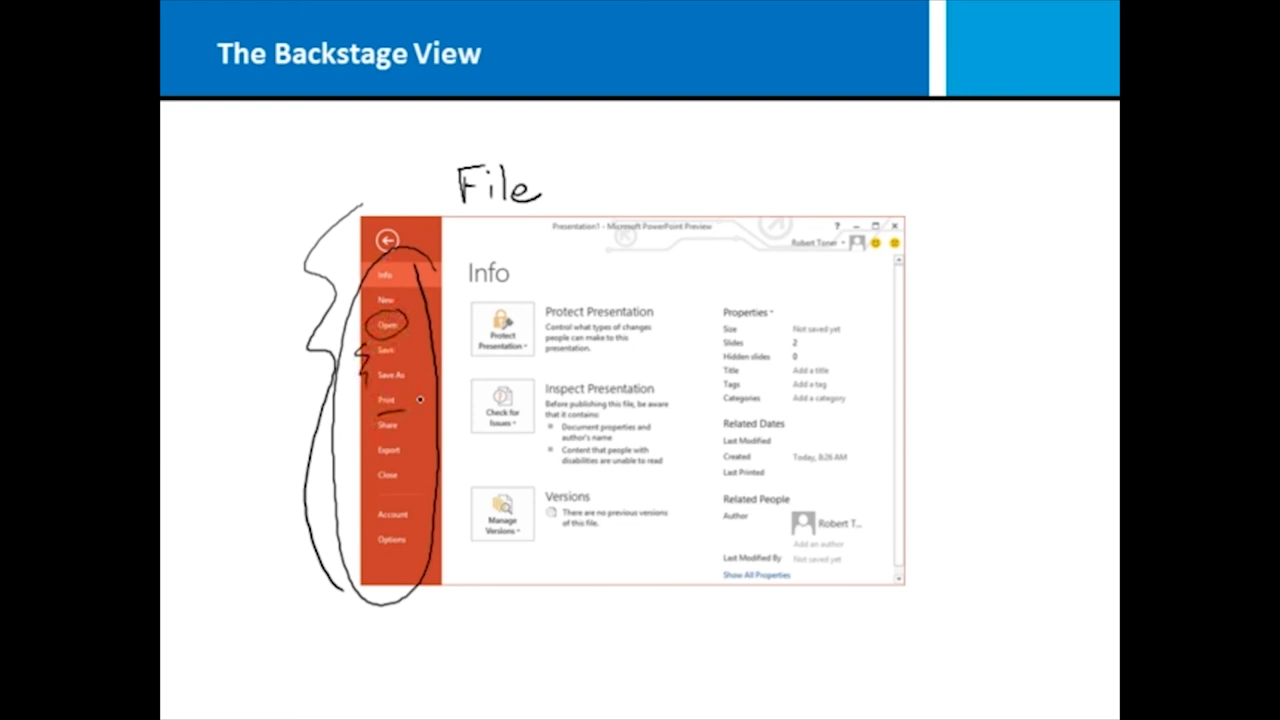 The Backstage View
File
Presentation1 - Microsoft PowerPoint Preview
?
Robert Toner
Info
New
Open
Save
Save As
Print
Share
Export
Close
Account
Options
Info
Protect
Presentation
Protect Presentation
Control what types of changes
people can make to this
presentation.
Check for
Issues
Inspect Presentation
Before publishing this file, be aware
that it contains:
Document properties and
author's name
Content that people with
disabilities are unable to read
Manage
Versions
Versions
There are no previous versions
of this file.
Properties
Size Not saved yet
Slides 2
Hidden slides 0
Title Add a title
Tags Add a tag
Categories Add a category
Related Dates
Last Modified
Created Today, 8:26 AM
Last Printed
Related People
Author
Robert T...
Add an author
Last Modified By Not saved yet
Show All Properties